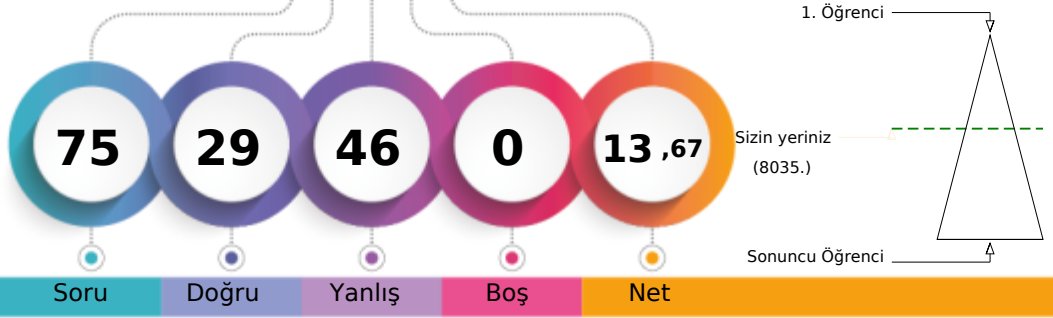 1. Öğrenci
75 29 46 0 13 ,67
Sizin yeriniz
(8035.)
Sonuncu Öğrenci
Soru Doğru Yanlış Boş Net